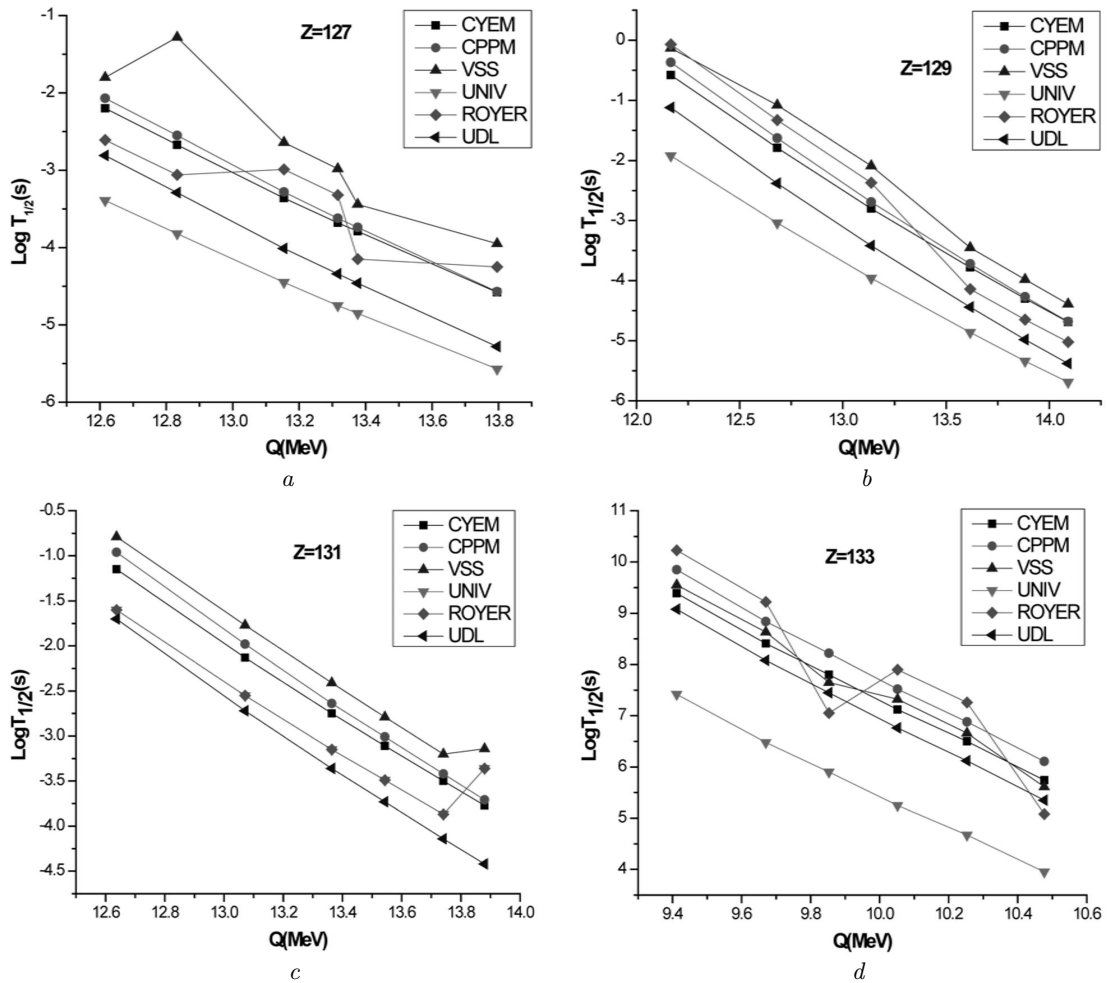 Z=127
CYEM
CPPM
VSS
UNIV
ROYER
UDL
Log T1/2(s)
-1
-2
-3
-4
-5
-6
12.6 12.8 13.0 13.2 13.4 13.6 13.8
Q(MeV)
a
Z=129
CYEM
CPPM
VSS
UNIV
ROYER
UDL
Log T1/2(s)
0
-1
-2
-3
-4
-5
-6
12.0 12.5 13.0 13.5 14.0
Q(MeV)
b
Z=131
CYEM
CPPM
VSS
UNIV
ROYER
UDL
LogT1/2(s)
-0.5
-1.0
-1.5
-2.0
-2.5
-3.0
-3.5
-4.0
-4.5
12.6 12.8 13.0 13.2 13.4 13.6 13.8 14.0
Q(MeV)
c
Z=133
CYEM
CPPM
VSS
UNIV
ROYER
UDL
LogT1/2(s)
11
10
9
8
7
6
5
4
9.4 9.6 9.8 10.0 10.2 10.4 10.6
Q(MeV)
d